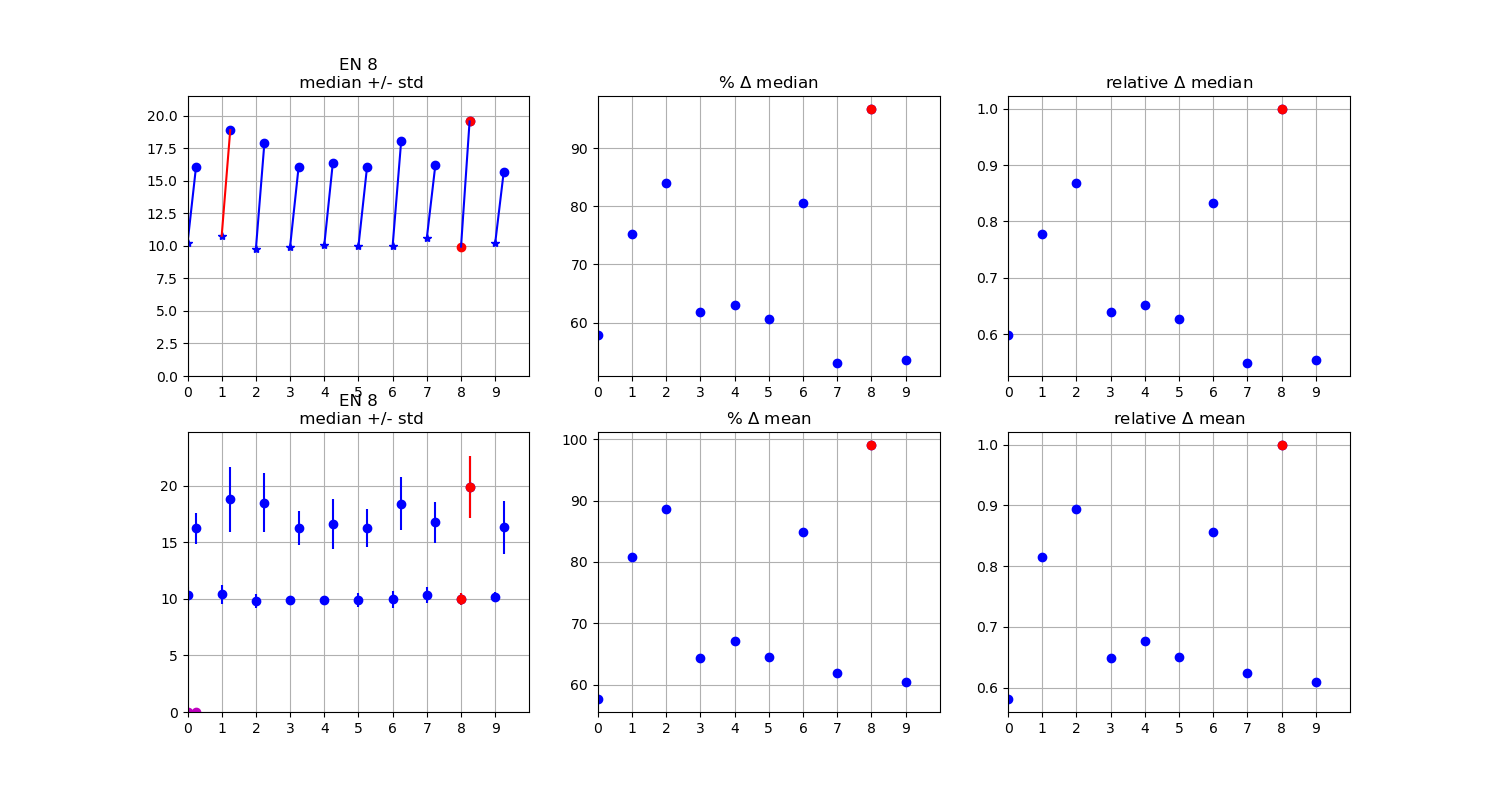 EN 8
median +/- std
20.0
17.5
15.0
12.5
10.0
7.5
5.0
2.5
0.0
0 1 2 3 4 5 6 7 8 9
% Δ median
90
80
70
60
0 1 2 3 4 5 6 7 8 9
relative Δ median
1.0
0.9
0.8
0.7
0.6
0 1 2 3 4 5 6 7 8 9
EN 8
median +/- std
20
15
10
5
0
0 1 2 3 4 5 6 7 8 9
% Δ mean
100
90
80
70
60
0 1 2 3 4 5 6 7 8 9
relative Δ mean
1.0
0.9
0.8
0.7
0.6
0 1 2 3 4 5 6 7 8 9